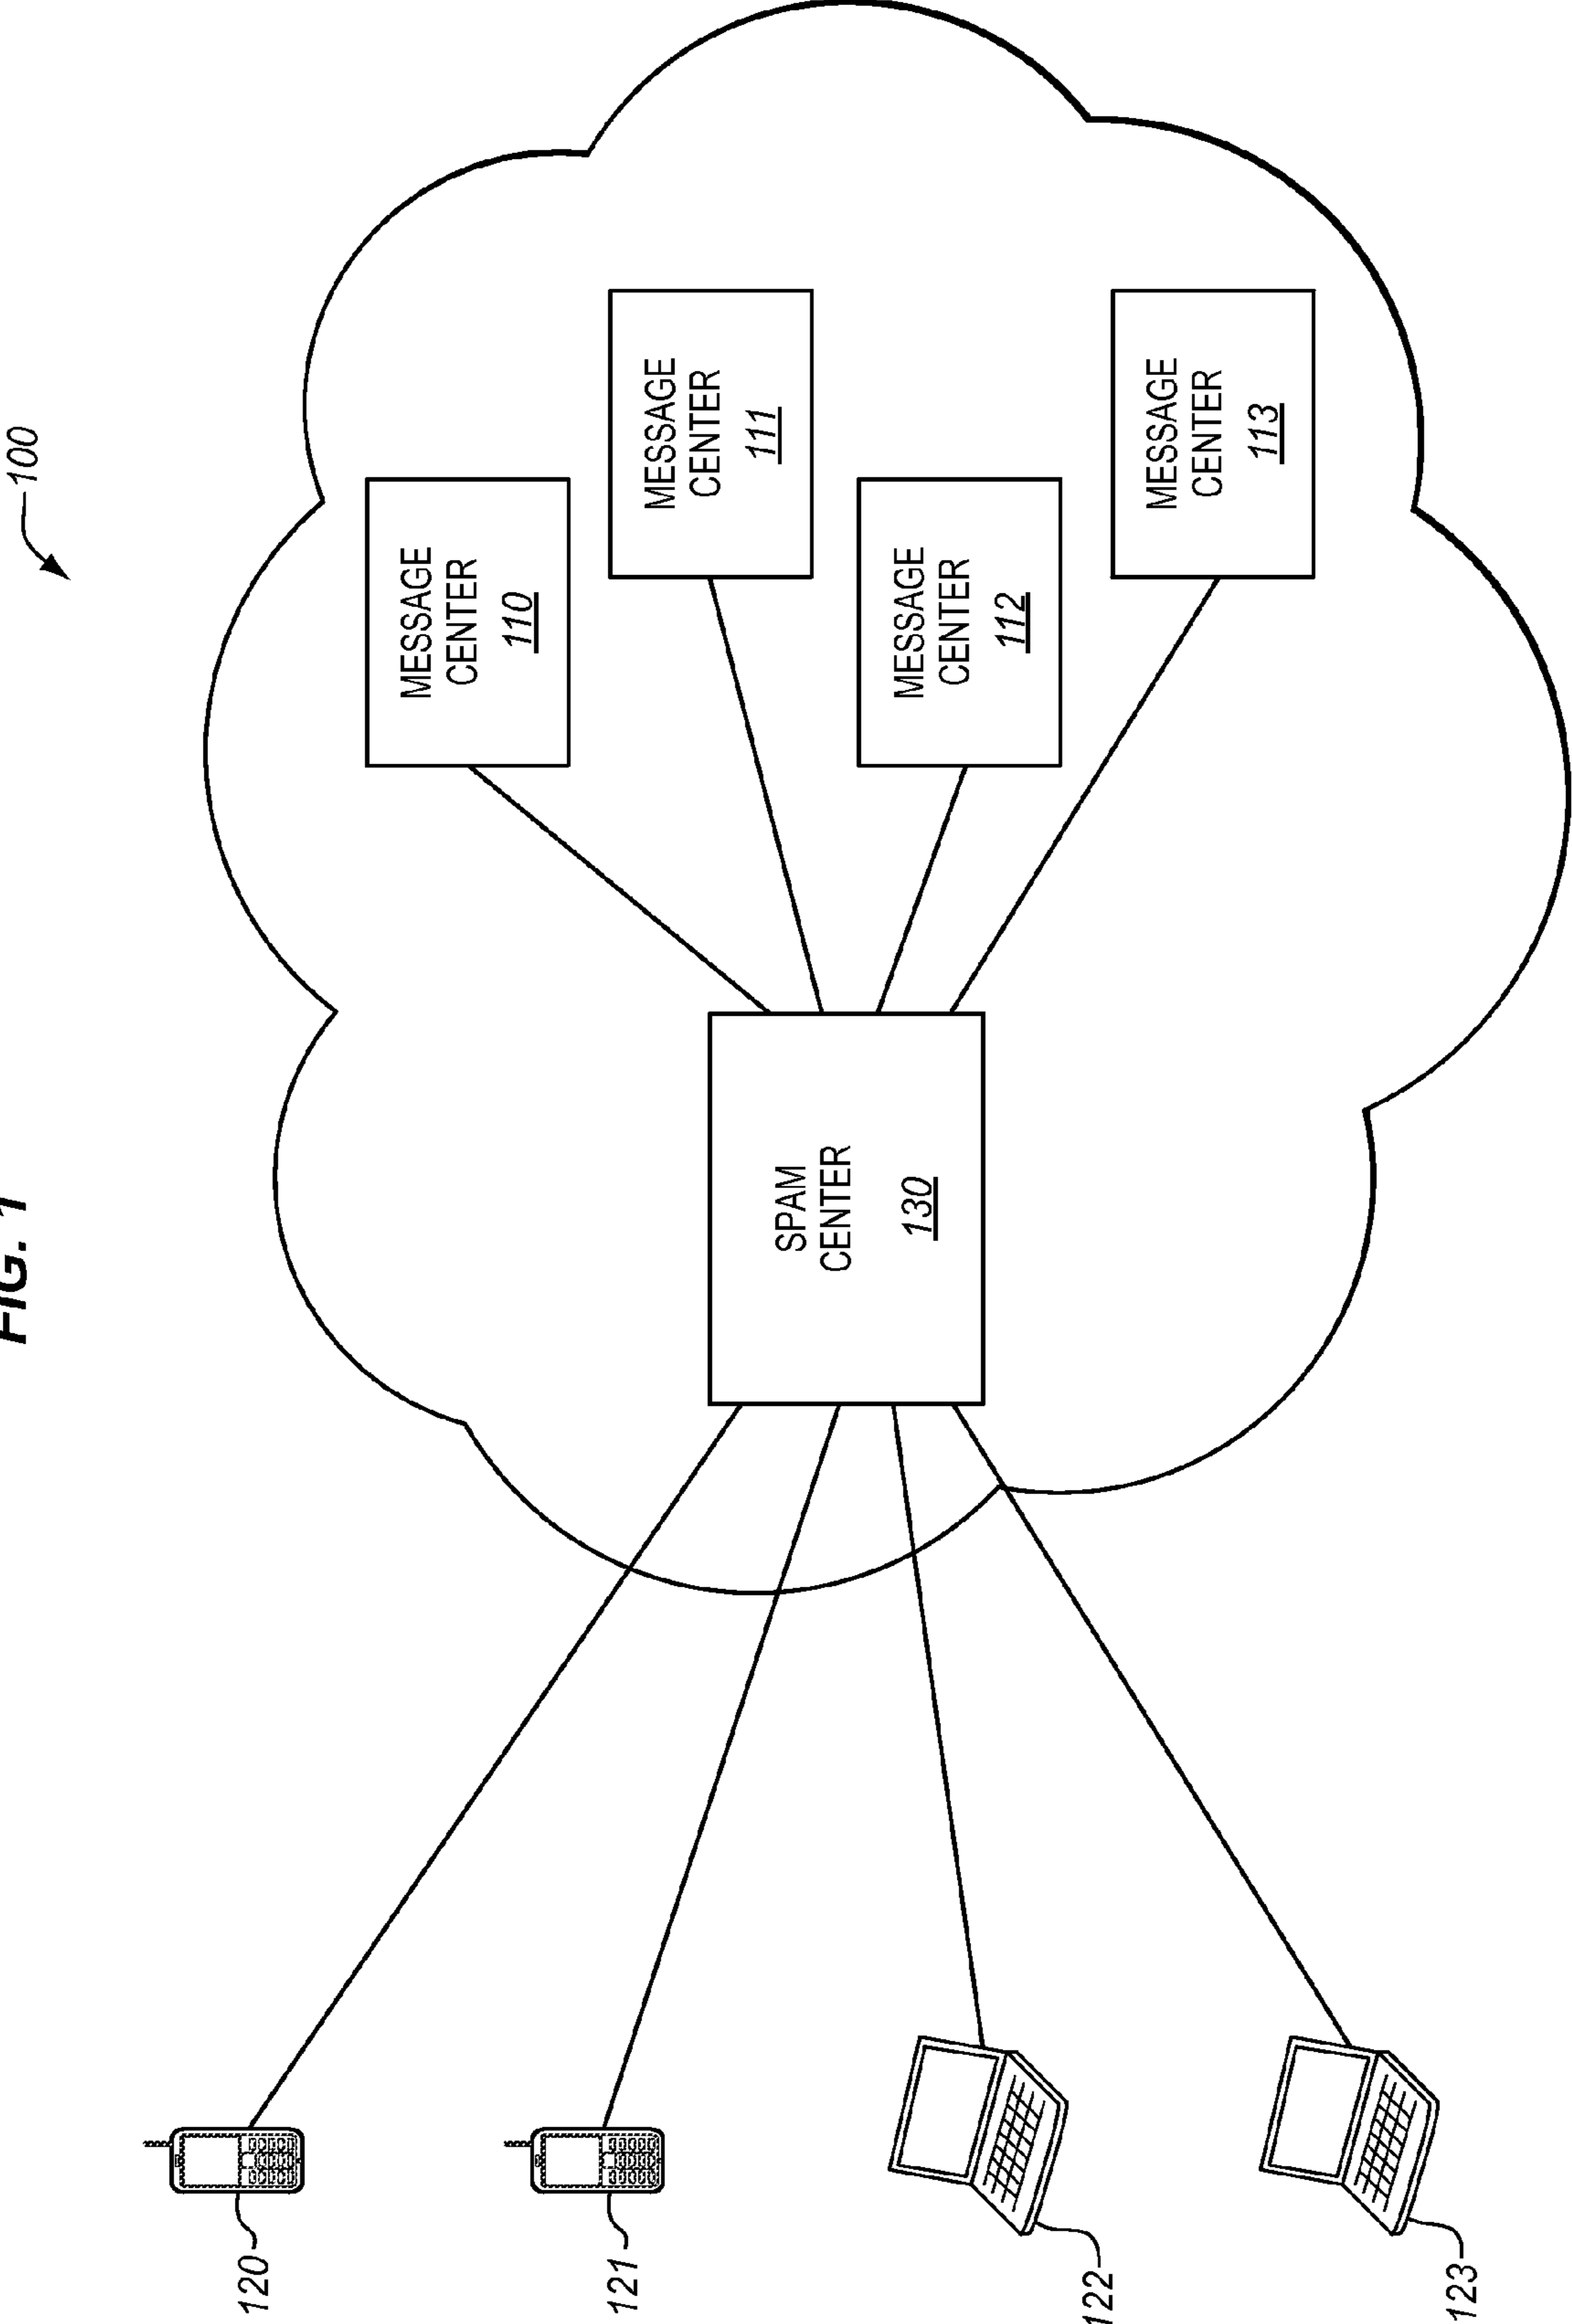 FIG. 1
100
MESSAGE
CENTER
110
MESSAGE
CENTER
111
MESSAGE
CENTER
112
MESSAGE
CENTER
113
SPAM
CENTER
130
120
121
122
123